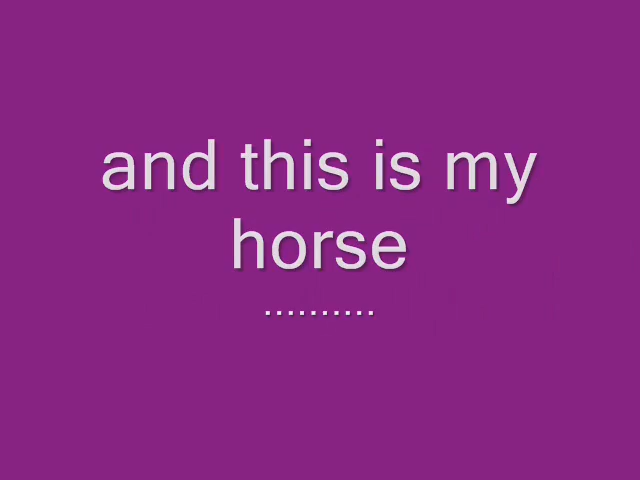 and this is my
horse
..........